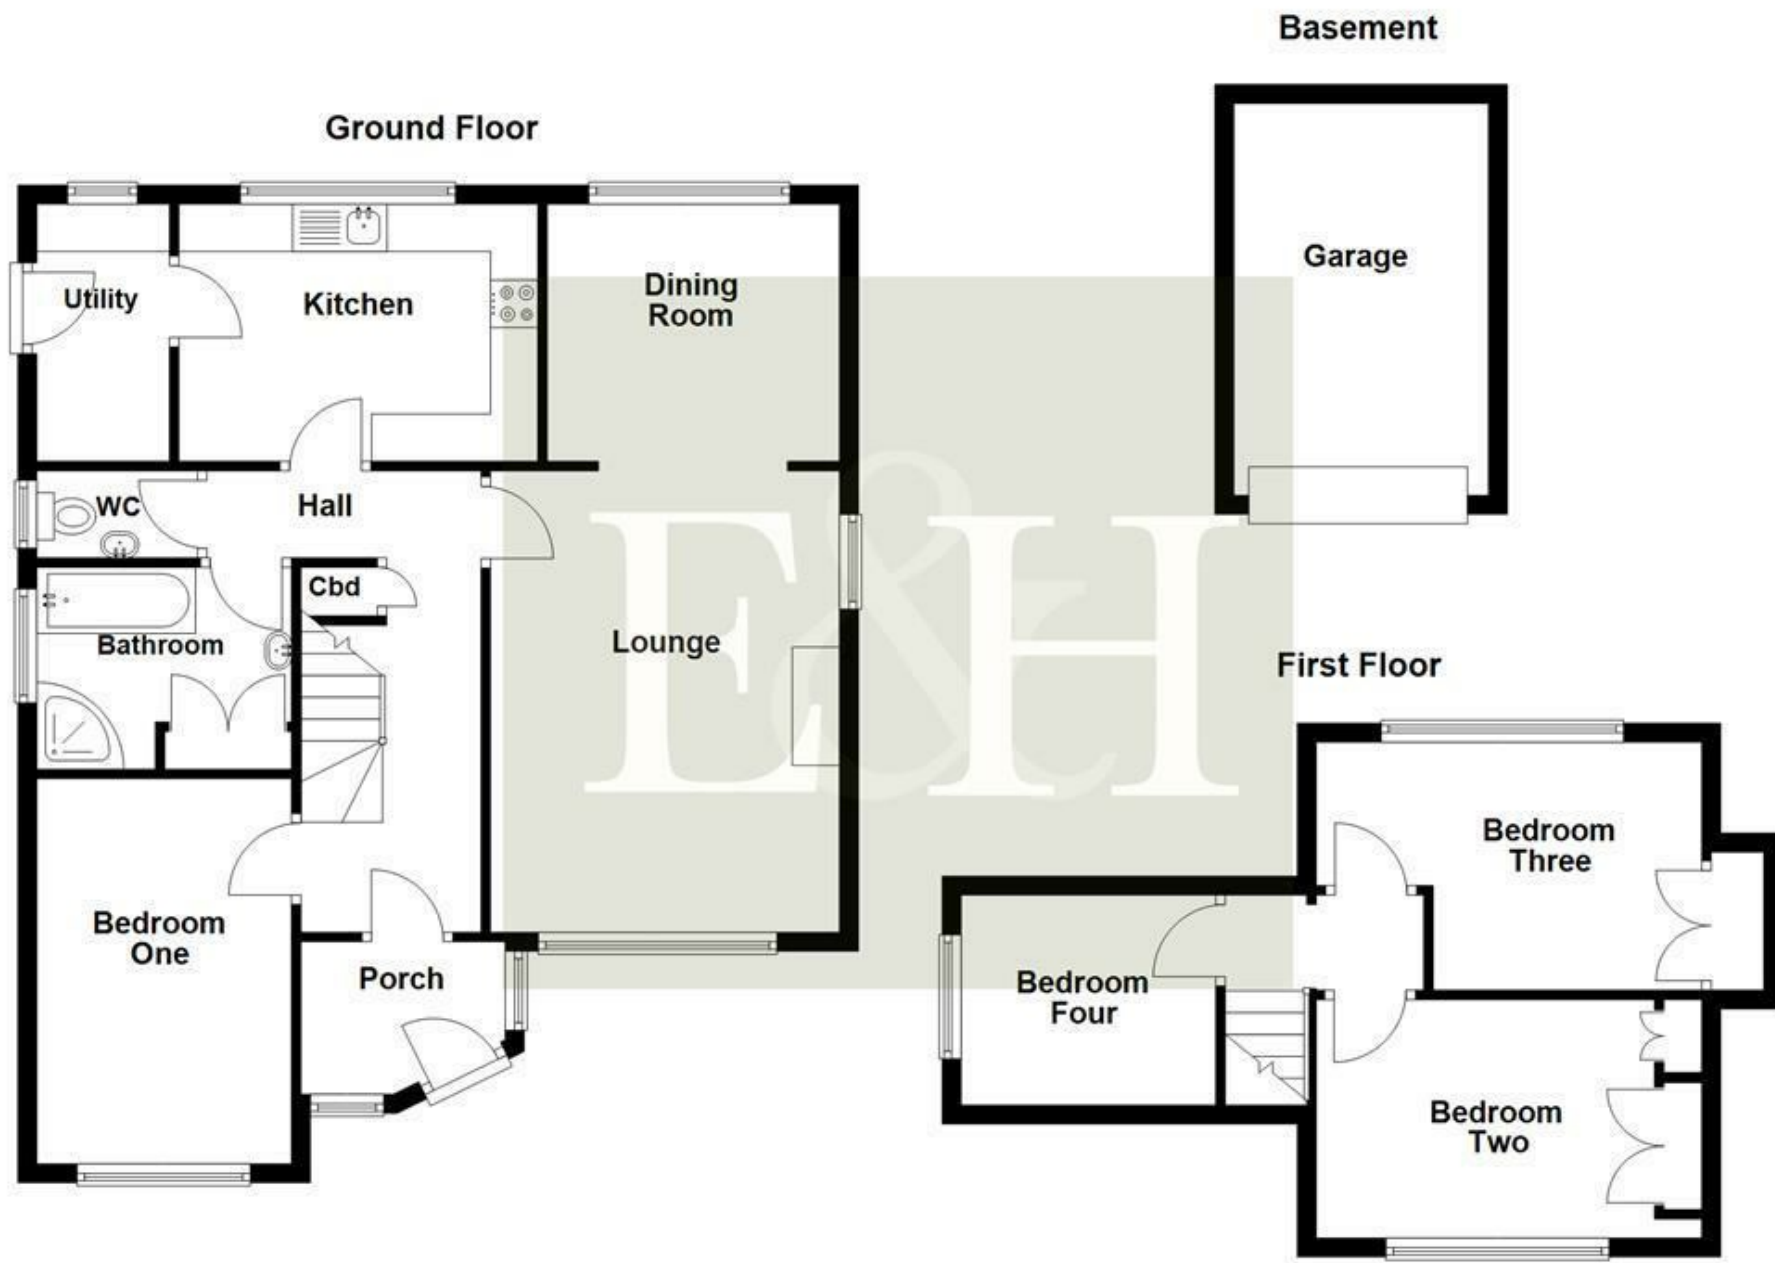 Basement
Garage
Ground Floor
Utility
Kitchen
Dining
Room
WC
Hall
Cbd
Bathroom
Lounge
Bedroom
One
Porch
E&H
First Floor
Bedroom
Three
Bedroom
Four
Bedroom
Two